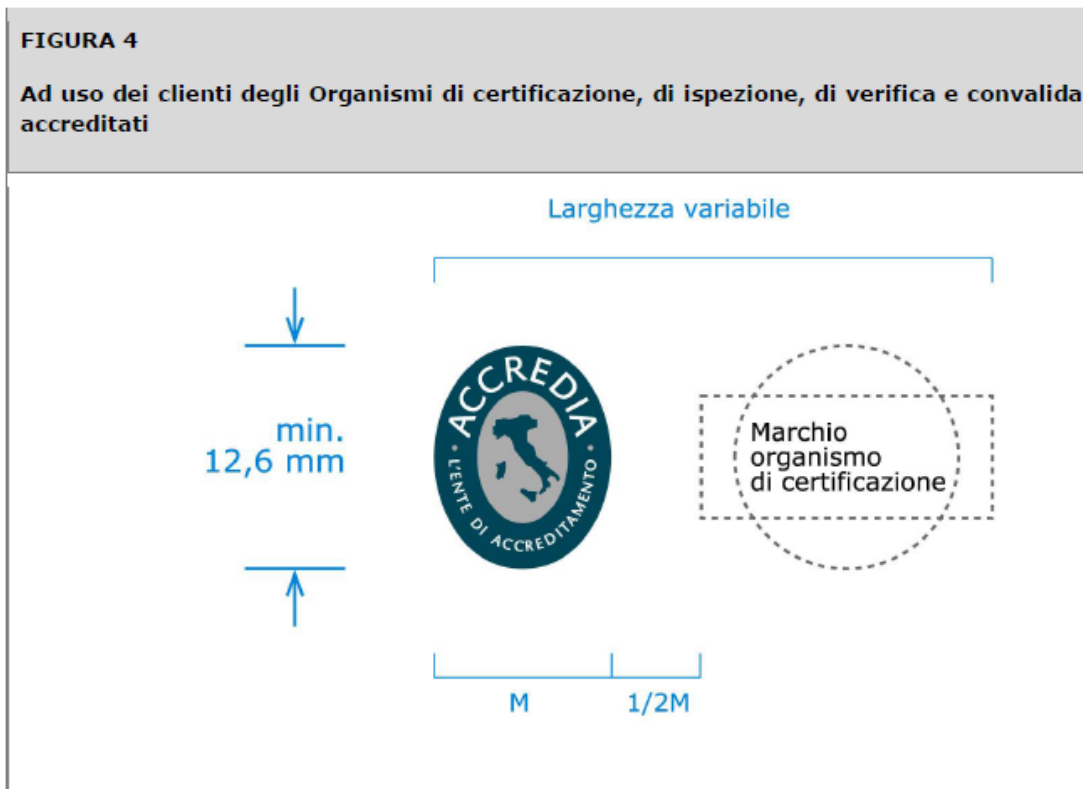 FIGURA 4
Ad uso dei clienti degli Organismi di certificazione, di ispezione, di verifica e convalida
accreditati
Larghezza variabile
min.
12,6 mm
ACCREDIA
L'ENTE DI ACCREDITAMENTO
Marchio
organismo
di certificazione
M
1/2M